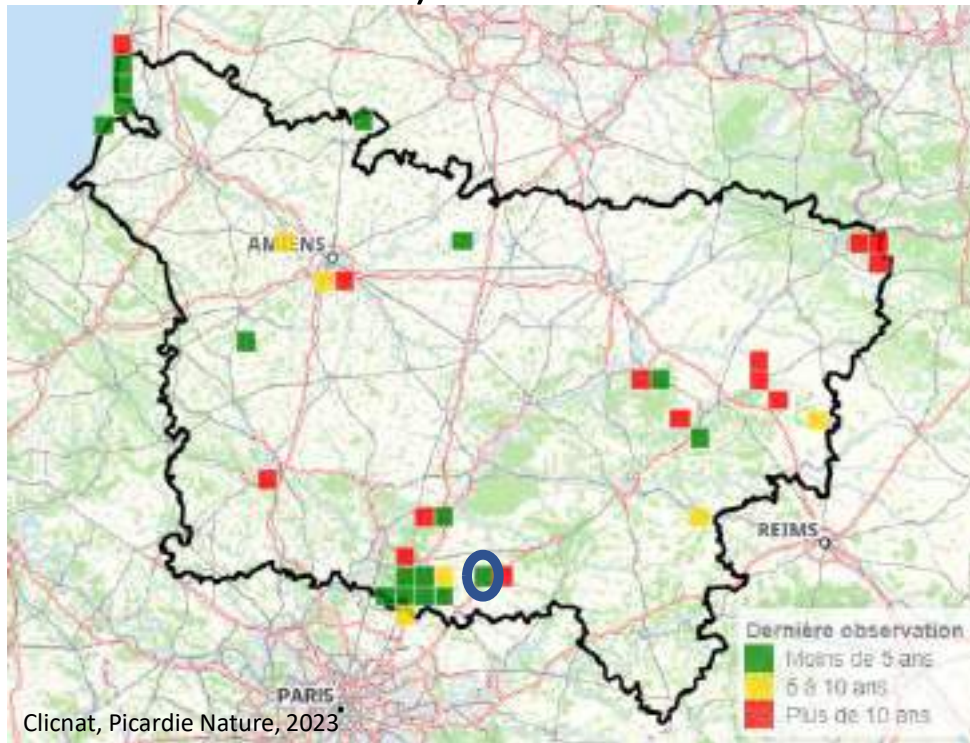 AMIENS
REIMS
Dernière observation
Moins de 5 ans
5 à 10 ans
Plus de 10 ans
PARIS
Clicnat, Picardie Nature, 2023